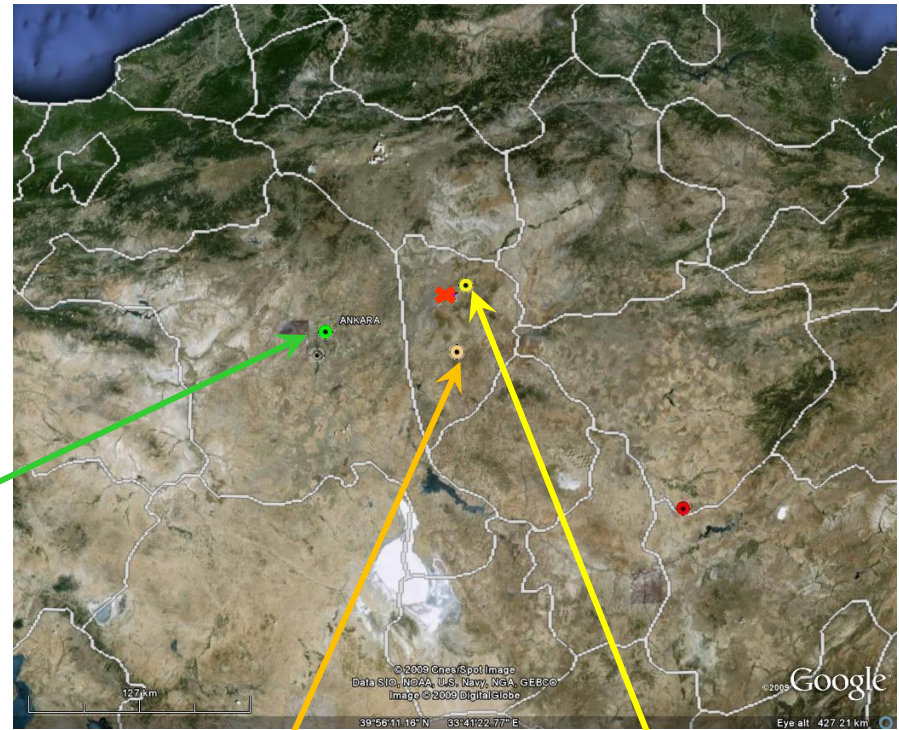 ANKARA
© 2009 Cnes/Spot Image
Data SIO, NOAA, U.S. Navy, NGA, GEBCO
Image © 2009 DigitalGlobe
©2009 Google
127 km
39°56'11.16" N 33°41'22.77" E
Eye alt 427.21 km